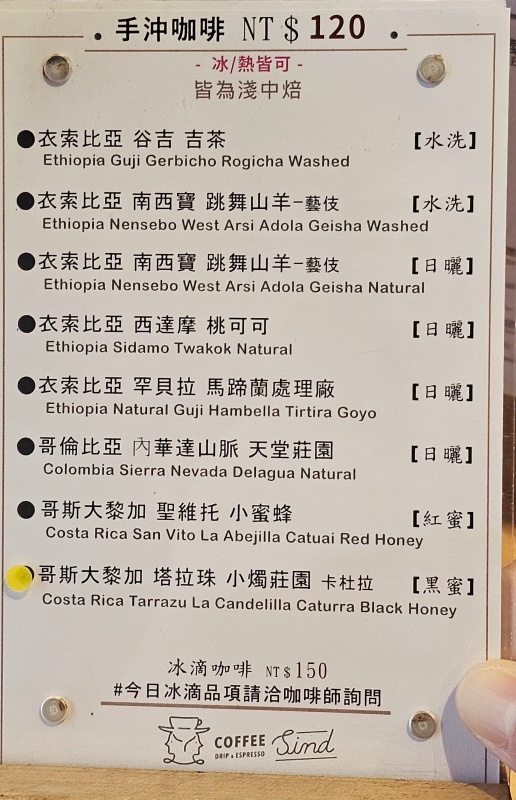 • 手沖咖啡 NT$120 •
- 冰/熱皆可 -
皆為淺中焙
●衣索比亞 谷吉 吉茶 [水洗]
Ethiopia Guji Gerbicho Rogicha Washed
●衣索比亞 南西寶 跳舞山羊-藝伎 [水洗]
Ethiopia Nensebo West Arsi Adola Geisha Washed
●衣索比亞 南西寶 跳舞山羊-藝伎 [日曬]
Ethiopia Nensebo West Arsi Adola Geisha Natural
●衣索比亞 西達摩 桃可可 [日曬]
Ethiopia Sidamo Twakok Natural
●衣索比亞 罕貝拉 馬蹄蘭處理廠 [日曬]
Ethiopia Natural Guji Hambella Tirtira Goyo
●哥倫比亞 內華達山脈 天堂莊園 [日曬]
Colombia Sierra Nevada Delagua Natural
●哥斯大黎加 聖維托 小蜜蜂 [紅蜜]
Costa Rica San Vito La Abejilla Catuai Red Honey
●哥斯大黎加 塔拉珠 小燭莊園 卡杜拉 [黑蜜]
Costa Rica Tarrazu La Candelilla Caturra Black Honey
冰滴咖啡 NT$150
#今日冰滴品項請洽咖啡師詢問
COFFEE Sind
DRIP & ESPRESSO